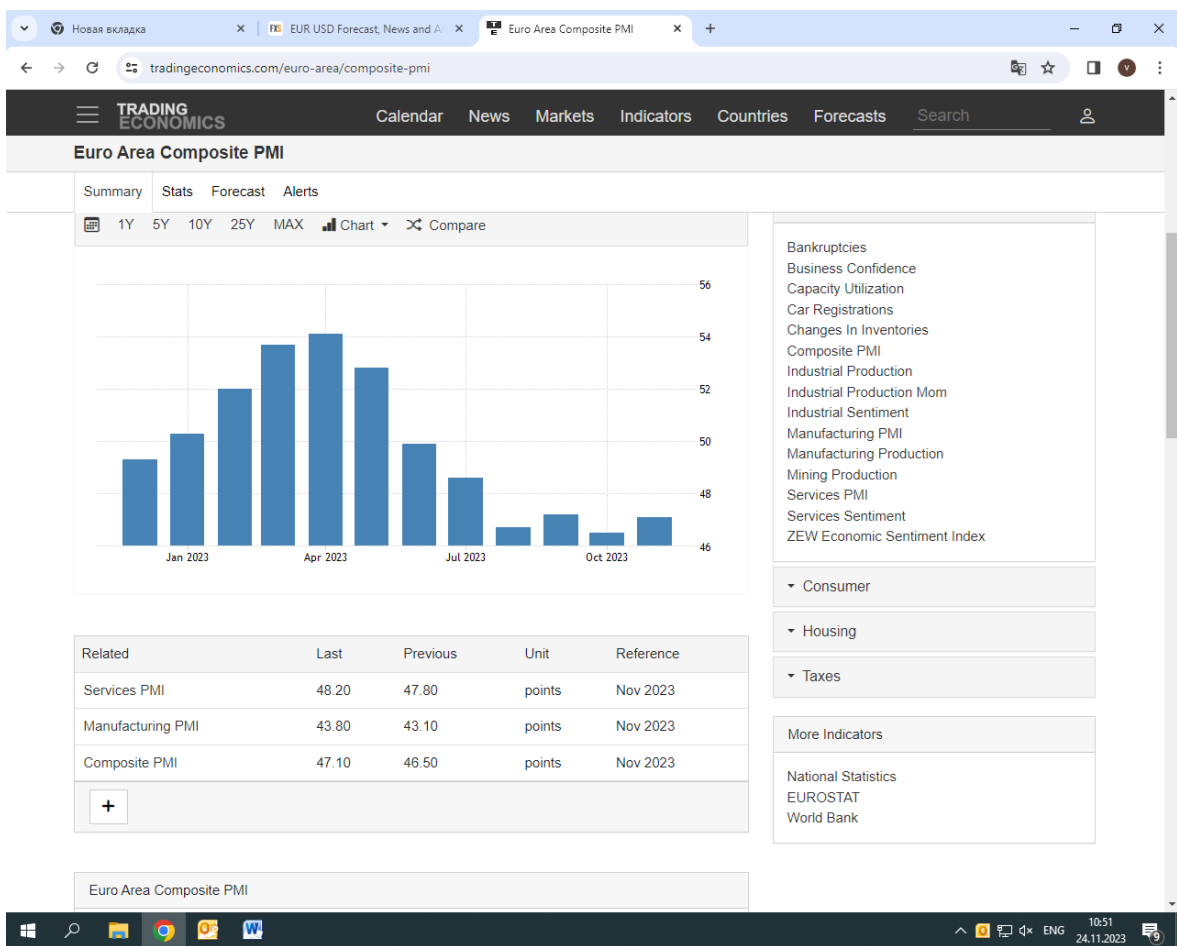 Новая вкладка
EUR USD Forecast, News and A
Euro Area Composite PMI
tradingeconomics.com/euro-area/composite-pmi
V
TRADING
ECONOMICS
Calendar News Markets Indicators Countries Forecasts Search
Euro Area Composite PMI
Summary Stats Forecast Alerts
1Y 5Y 10Y 25Y MAX Chart Compare
56
54
52
50
48
46
Jan 2023 Apr 2023 Jul 2023 Oct 2023
Related Last Previous Unit Reference
Services PMI 48.20 47.80 points Nov 2023
Manufacturing PMI 43.80 43.10 points Nov 2023
Composite PMI 47.10 46.50 points Nov 2023
+
Euro Area Composite PMI
Bankruptcies
Business Confidence
Capacity Utilization
Car Registrations
Changes In Inventories
Composite PMI
Industrial Production
Industrial Production Mom
Industrial Sentiment
Manufacturing PMI
Manufacturing Production
Mining Production
Services PMI
Services Sentiment
ZEW Economic Sentiment Index
Consumer
Housing
Taxes
More Indicators
National Statistics
EUROSTAT
World Bank
ENG
10:51
24.11.2023
9